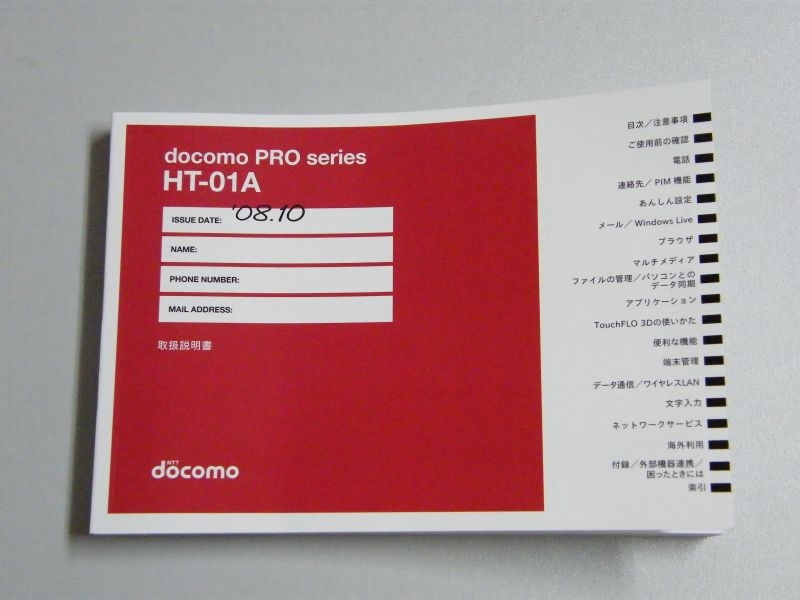 docomo PRO series
HT-01A
ISSUE DATE: '08.10
NAME:
PHONE NUMBER:
MAIL ADDRESS:
取扱説明書
NTT
docomo
目次／注意事項
ご使用前の確認
電話
連絡先／PIM 機能
あんしん設定
メール／Windows Live
ブラウザ
マルチメディア
ファイルの管理／パソコンとの
データ同期
アプリケーション
TouchFLO 3Dの使いかた
便利な機能
端末管理
データ通信／ワイヤレスLAN
文字入力
ネットワークサービス
海外利用
付録／外部機器連携／
困ったときには
索引